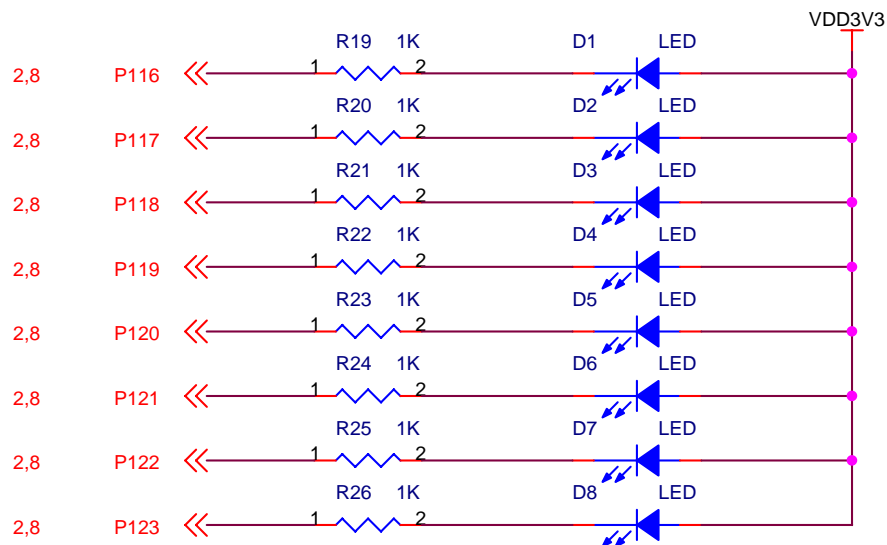 VDD3V3
R19 1K D1 LED
2,8 P116 1 2
R20 1K D2 LED
2,8 P117 1 2
R21 1K D3 LED
2,8 P118 1 2
R22 1K D4 LED
2,8 P119 1 2
R23 1K D5 LED
2,8 P120 1 2
R24 1K D6 LED
2,8 P121 1 2
R25 1K D7 LED
2,8 P122 1 2
R26 1K D8 LED
2,8 P123 1 2